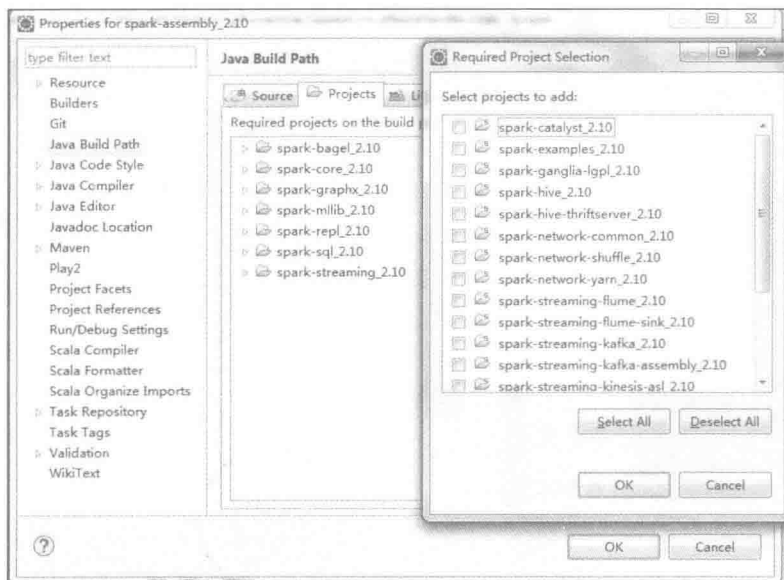 Properties for spark-assembly_2.10
type filter text
Resource
Builders
Git
Java Build Path
Java Code Style
Java Compiler
Java Editor
Javadoc Location
Maven
Play2
Project Facets
Project References
Run/Debug Settings
Scala Compiler
Scala Formatter
Scala Organize Imports
Task Repository
Task Tags
Validation
WikiText
Java Build Path
Source
Projects
Li
Required projects on the build p
spark-bagel_2.10
spark-core_2.10
spark-graphx_2.10
spark-mllib_2.10
spark-repl_2.10
spark-sql_2.10
spark-streaming_2.10
OK
Cancel
Required Project Selection
Select projects to add:
spark-catalyst_2.10
spark-examples_2.10
spark-ganglia-lgpl_2.10
spark-hive_2.10
spark-hive-thriftserver_2.10
spark-network-common_2.10
spark-network-shuffle_2.10
spark-network-yarn_2.10
spark-streaming-flume_2.10
spark-streaming-flume-sink_2.10
spark-streaming-kafka_2.10
spark-streaming-kafka-assembly_2.10
spark-streaming-kinesis-asl_2.10
Select All
Deselect All
OK
Cancel